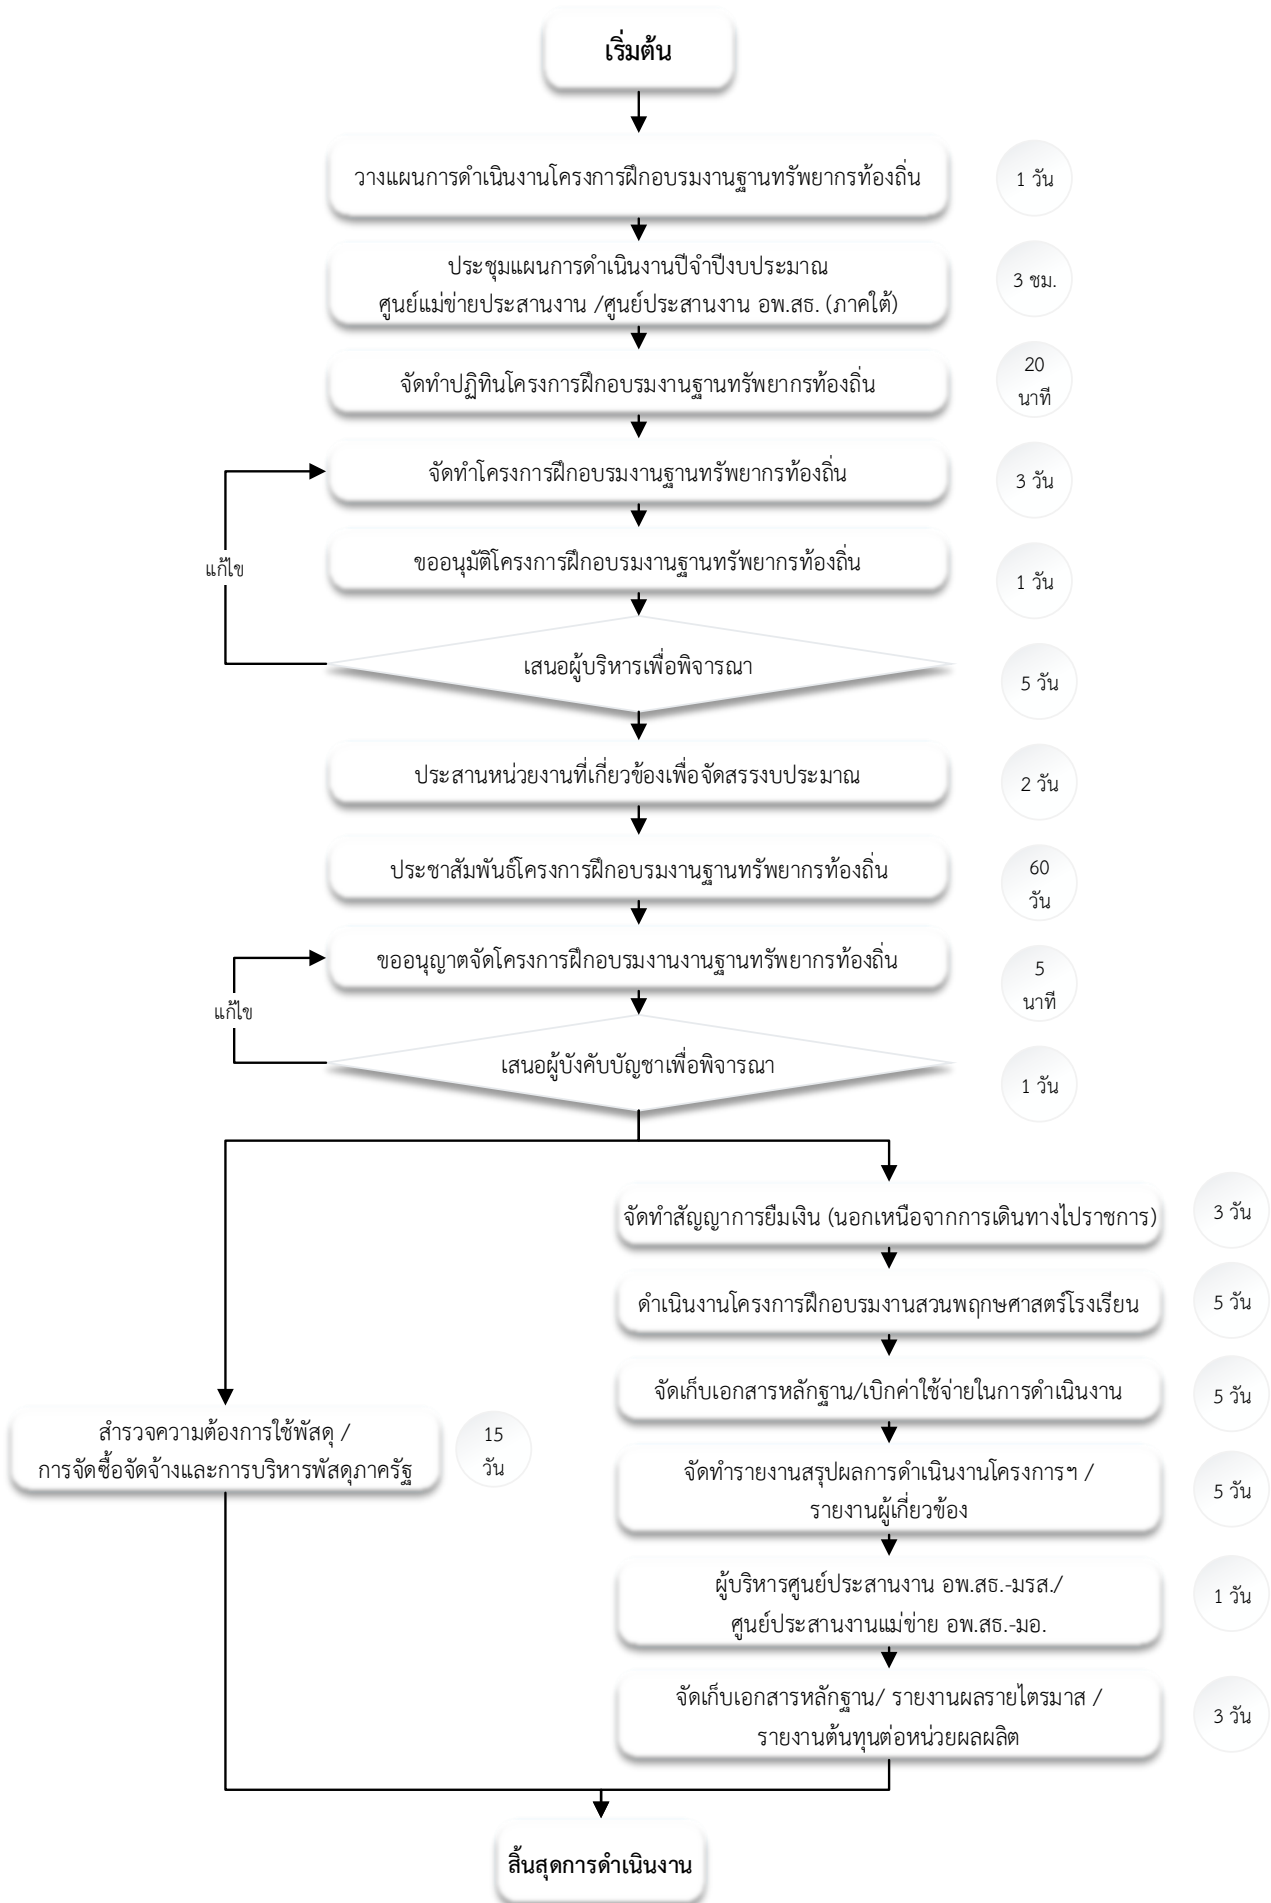 เริ่มต้น
วางแผนการดำเนินงานโครงการฝึกอบรมงานฐานทรัพยากรท้องถิ่น
1 วัน
ประชุมแผนการดำเนินงานปีจำปีงบประมาณ
ศูนย์แม่ข่ายประสานงาน /ศูนย์ประสานงาน อพ.สธ. (ภาคใต้)
3 ชม.
จัดทำปฏิทินโครงการฝึกอบรมงานฐานทรัพยากรท้องถิ่น
20
นาที
จัดทำโครงการฝึกอบรมงานฐานทรัพยากรท้องถิ่น
3 วัน
แก้ไข
ขออนุมัติโครงการฝึกอบรมงานฐานทรัพยากรท้องถิ่น
1 วัน
เสนอผู้บริหารเพื่อพิจารณา
5 วัน
ประสานหน่วยงานที่เกี่ยวข้องเพื่อจัดสรรงบประมาณ
2 วัน
ประชาสัมพันธ์โครงการฝึกอบรมงานฐานทรัพยากรท้องถิ่น
60
วัน
ขออนุญาตจัดโครงการฝึกอบรมงานงานฐานทรัพยากรท้องถิ่น
5
นาที
แก้ไข
เสนอผู้บังคับบัญชาเพื่อพิจารณา
1 วัน
จัดทำสัญญาการยืมเงิน (นอกเหนือจากการเดินทางไปราชการ)
3 วัน
ดำเนินงานโครงการฝึกอบรมงานสวนพฤกษศาสตร์โรงเรียน
5 วัน
จัดเก็บเอกสารหลักฐาน/เบิกค่าใช้จ่ายในการดำเนินงาน
5 วัน
สำรวจความต้องการใช้พัสดุ /
การจัดซื้อจัดจ้างและการบริหารพัสดุภาครัฐ
15
วัน
จัดทำรายงานสรุปผลการดำเนินงานโครงการฯ /
รายงานผู้เกี่ยวข้อง
5 วัน
ผู้บริหารศูนย์ประสานงาน อพ.สธ.-มรส./
ศูนย์ประสานงานแม่ข่าย อพ.สธ.-มอ.
1 วัน
จัดเก็บเอกสารหลักฐาน/ รายงานผลรายไตรมาส /
รายงานต้นทุนต่อหน่วยผลผลิต
3 วัน
สิ้นสุดการดำเนินงาน